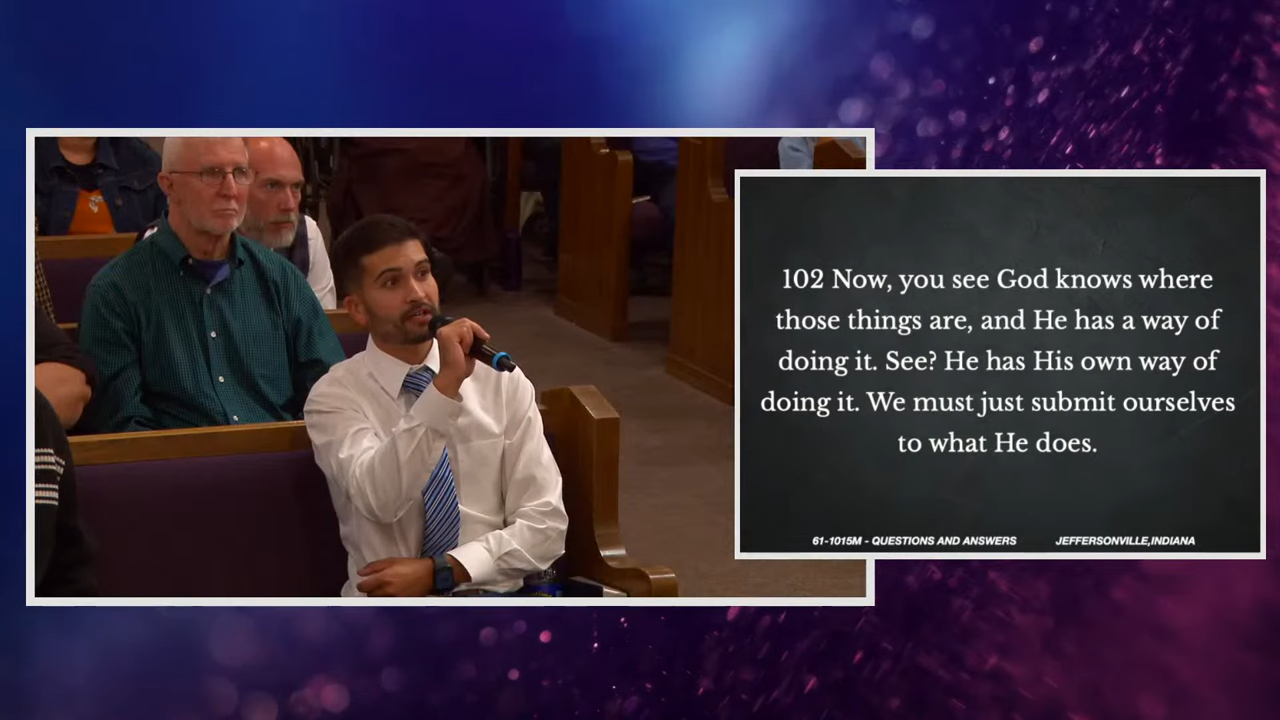 102 Now, you see God knows where
those things are, and He has a way of
doing it. See? He has His own way of
doing it. We must just submit ourselves
to what He does.
61-1015M - QUESTIONS AND ANSWERS JEFFERSONVILLE,INDIANA